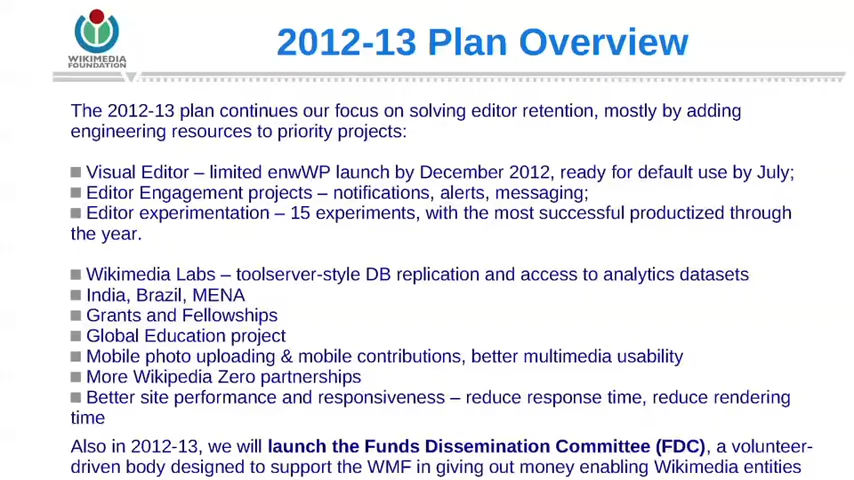 WIKIMEDIA
FOUNDATION
2012-13 Plan Overview
The 2012-13 plan continues our focus on solving editor retention, mostly by adding
engineering resources to priority projects:
■ Visual Editor – limited enwWP launch by December 2012, ready for default use by July;
■ Editor Engagement projects – notifications, alerts, messaging;
■ Editor experimentation – 15 experiments, with the most successful productized through
the year.
■ Wikimedia Labs – toolserver-style DB replication and access to analytics datasets
■ India, Brazil, MENA
■ Grants and Fellowships
■ Global Education project
■ Mobile photo uploading & mobile contributions, better multimedia usability
■ More Wikipedia Zero partnerships
■ Better site performance and responsiveness – reduce response time, reduce rendering
time
Also in 2012-13, we will launch the Funds Dissemination Committee (FDC), a volunteer-
driven body designed to support the WMF in giving out money enabling Wikimedia entities